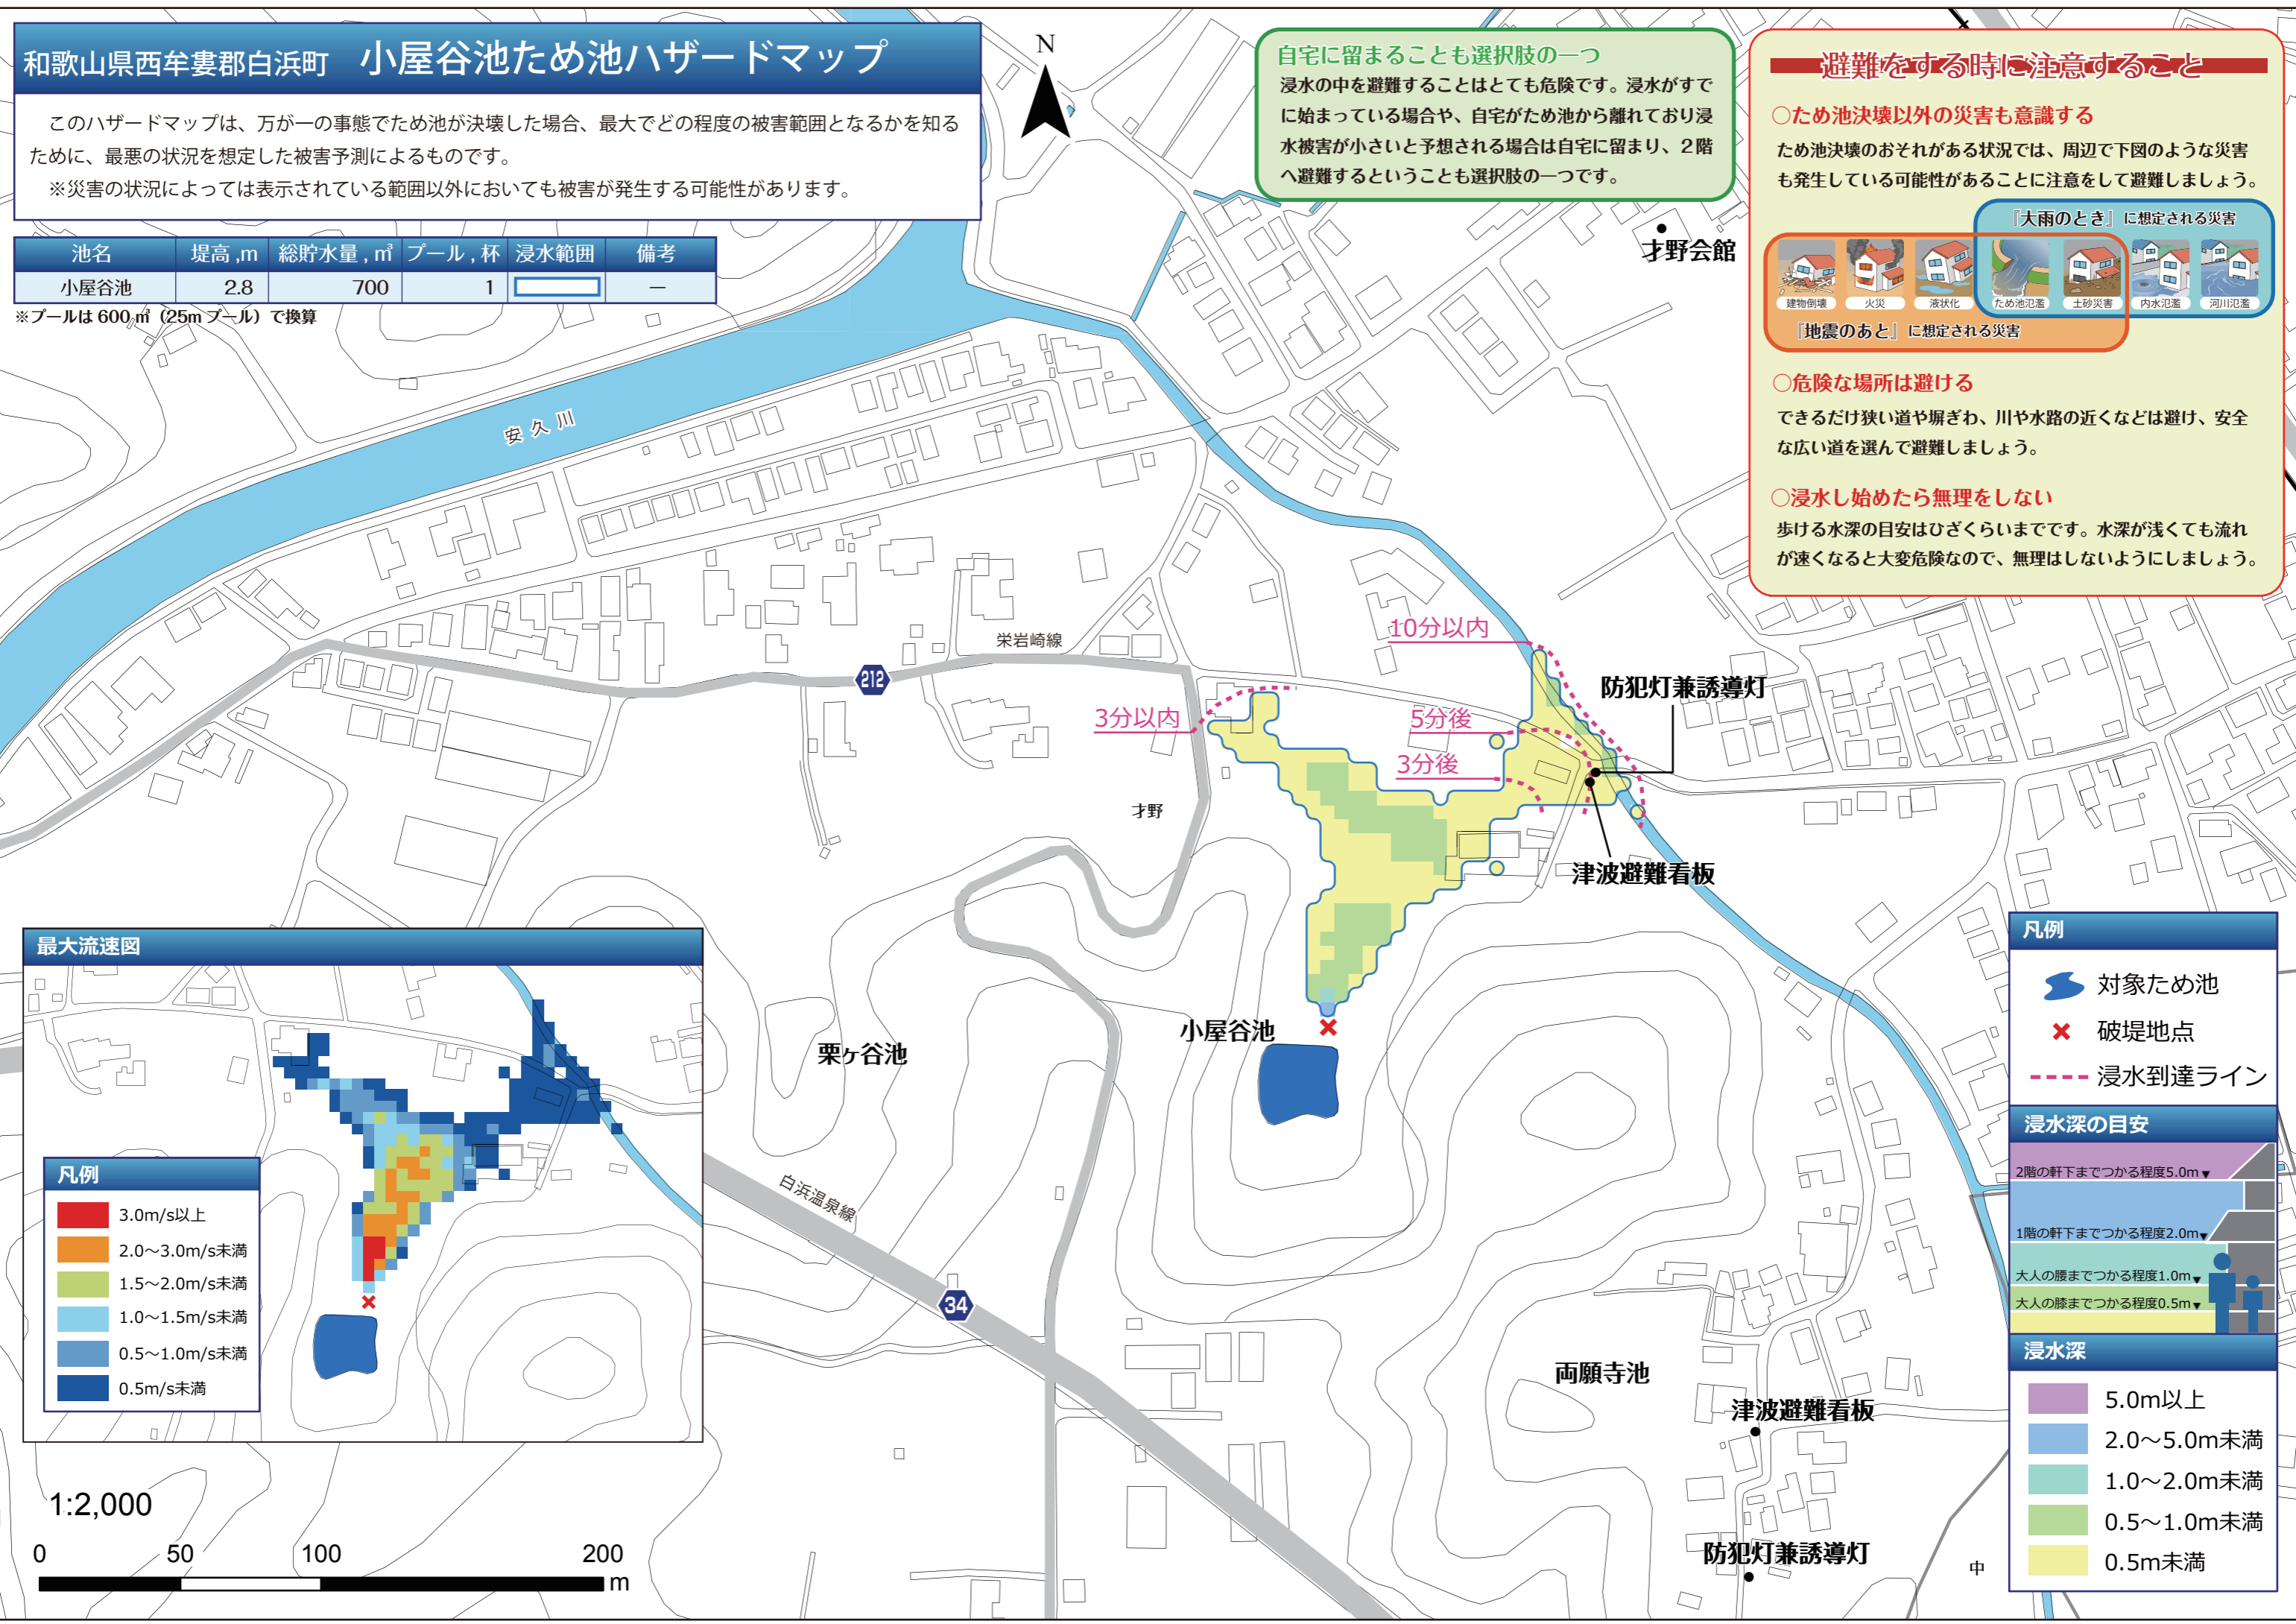 和歌山県西牟婁郡白浜町 小屋谷池ため池ハザードマップ
このハザードマップは、万が一の事態でため池が決壊した場合、最大でどの程度の被害範囲となるかを知る
ために、最悪の状況を想定した被害予測によるものです。
※災害の状況によっては表示されている範囲以外においても被害が発生する可能性があります。
池名 堤高,m 総貯水量,㎥ プール,杯 浸水範囲 備考
小屋谷池 2.8 700 1 －
※プールは 600 ㎥（25m プール）で換算
N
自宅に留まることも選択肢の一つ
浸水の中を避難することはとても危険です。浸水がすで
に始まっている場合や、自宅がため池から離れており浸
水被害が小さいと予想される場合は自宅に留まり、２階
へ避難するということも選択肢の一つです。
避難をする時に注意すること
○ため池決壊以外の災害も意識する
ため池決壊のおそれがある状況では、周辺で下図のような災害
も発生している可能性があることに注意をして避難しましょう。
『大雨のとき』に想定される災害
建物倒壊 火災 液状化 ため池氾濫 土砂災害 内水氾濫 河川氾濫
『地震のあと』に想定される災害
○危険な場所は避ける
できるだけ狭い道や塀ぎわ、川や水路の近くなどは避け、安全
な広い道を選んで避難しましょう。
○浸水し始めたら無理をしない
歩ける水深の目安はひざくらいまでです。水深が浅くても流れ
が速くなると大変危険なので、無理はしないようにしましょう。
才野会館
安久川
栄岩崎線
212
10分以内
防犯灯兼誘導灯
3分以内
5分後
3分後
才野
津波避難看板
小屋谷池
栗ヶ谷池
白浜温泉線
34
両願寺池
津波避難看板
防犯灯兼誘導灯
中
最大流速図
凡例
3.0m/s以上
2.0～3.0m/s未満
1.5～2.0m/s未満
1.0～1.5m/s未満
0.5～1.0m/s未満
0.5m/s未満
1:2,000
0 50 100 200
m
凡例
対象ため池
破堤地点
浸水到達ライン
浸水深の目安
2階の軒下までつかる程度5.0m▼
1階の軒下までつかる程度2.0m▼
大人の腰までつかる程度1.0m▼
大人の膝までつかる程度0.5m▼
浸水深
5.0m以上
2.0～5.0m未満
1.0～2.0m未満
0.5～1.0m未満
0.5m未満